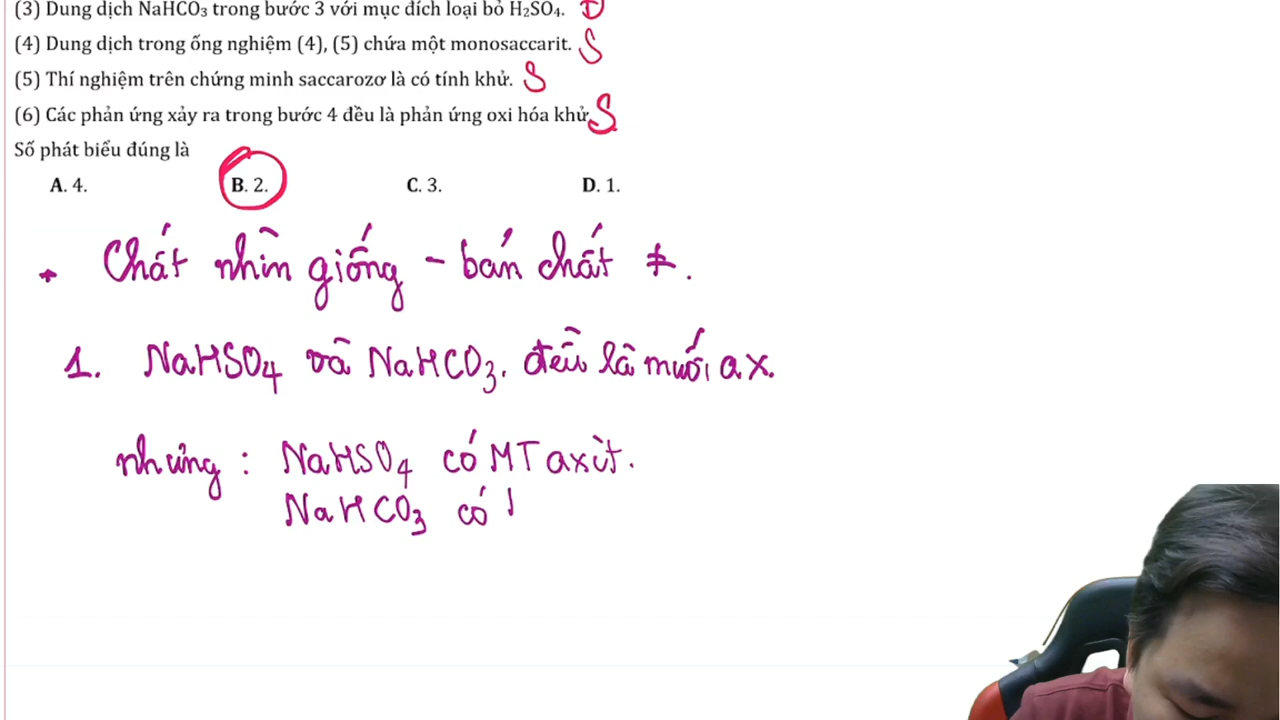 (3) Dung dịch NaHCO₃ trong bước 3 với mục đích loại bỏ H₂SO₄. Đ
(4) Dung dịch trong ống nghiệm (4), (5) chứa một monosaccarit. S
(5) Thí nghiệm trên chứng minh saccarozơ là có tính khử. S
(6) Các phản ứng xảy ra trong bước 4 đều là phản ứng oxi hóa khử S
Số phát biểu đúng là
A. 4. B. 2. C. 3. D. 1.
* Chất nhìn giống - bản chất ≠.
1. NaHSO₄ và NaHCO₃. đều là muối ax.
nhưng : NaHSO₄ có MT axit.
NaHCO₃ có